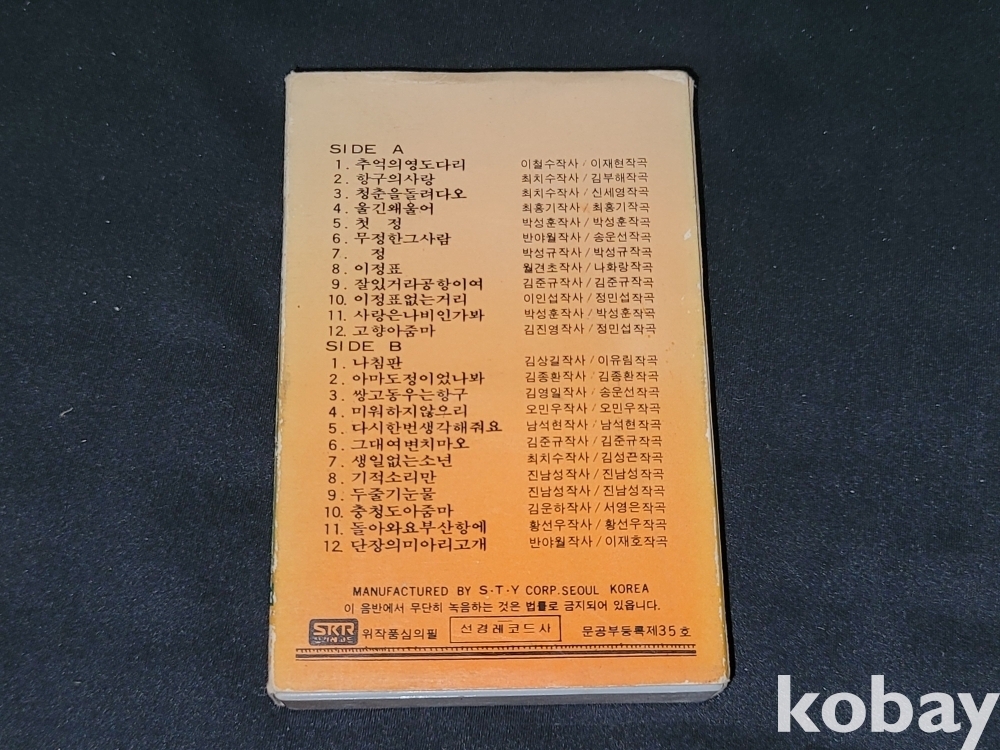 SIDE A
1. 추억의영도다리 이철수작사 / 이재현작곡
2. 항구의사랑 최치수작사 / 김부해작곡
3. 청춘을돌려다오 최치수작사 / 신세영작곡
4. 울긴왜울어 최홍기작사 / 최홍기작곡
5. 첫 정 박성훈작사 / 박성훈작곡
6. 무정한그사람 반야월작사 / 송운선작곡
7. 정 박성규작사 / 박성규작곡
8. 이정표 월견초작사 / 나화랑작곡
9. 잘있거라공항이여 김준규작사 / 김준규작곡
10. 이정표없는거리 이인섭작사 / 정민섭작곡
11. 사랑은나비인가봐 박성훈작사 / 박성훈작곡
12. 고향아줌마 김진영작사 / 정민섭작곡
SIDE B
1. 나침판 김상길작사 / 이유림작곡
2. 아마도정이었나봐 김종환작사 / 김종환작곡
3. 쌍고동우는항구 김영일작사 / 송운선작곡
4. 미워하지않으리 오민우작사 / 오민우작곡
5. 다시한번생각해줘요 남석현작사 / 남석현작곡
6. 그대여변치마오 김준규작사 / 김준규작곡
7. 생일없는소년 최치수작사 / 김성끈작곡
8. 기적소리만 진남성작사 / 진남성작곡
9. 두줄기눈물 진남성작사 / 진남성작곡
10. 충청도아줌마 김운하작사 / 서영은작곡
11. 돌아와요부산항에 황선우작사 / 황선우작곡
12. 단장의미아리고개 반야월작사 / 이재호작곡
MANUFACTURED BY S·T·Y CORP. SEOUL KOREA
이 음반에서 무단히 녹음하는 것은 법률로 금지되어 있읍니다.
SKR 선경레코드 위작품심의필 선경레코드사 문공부등록제35호
kobay